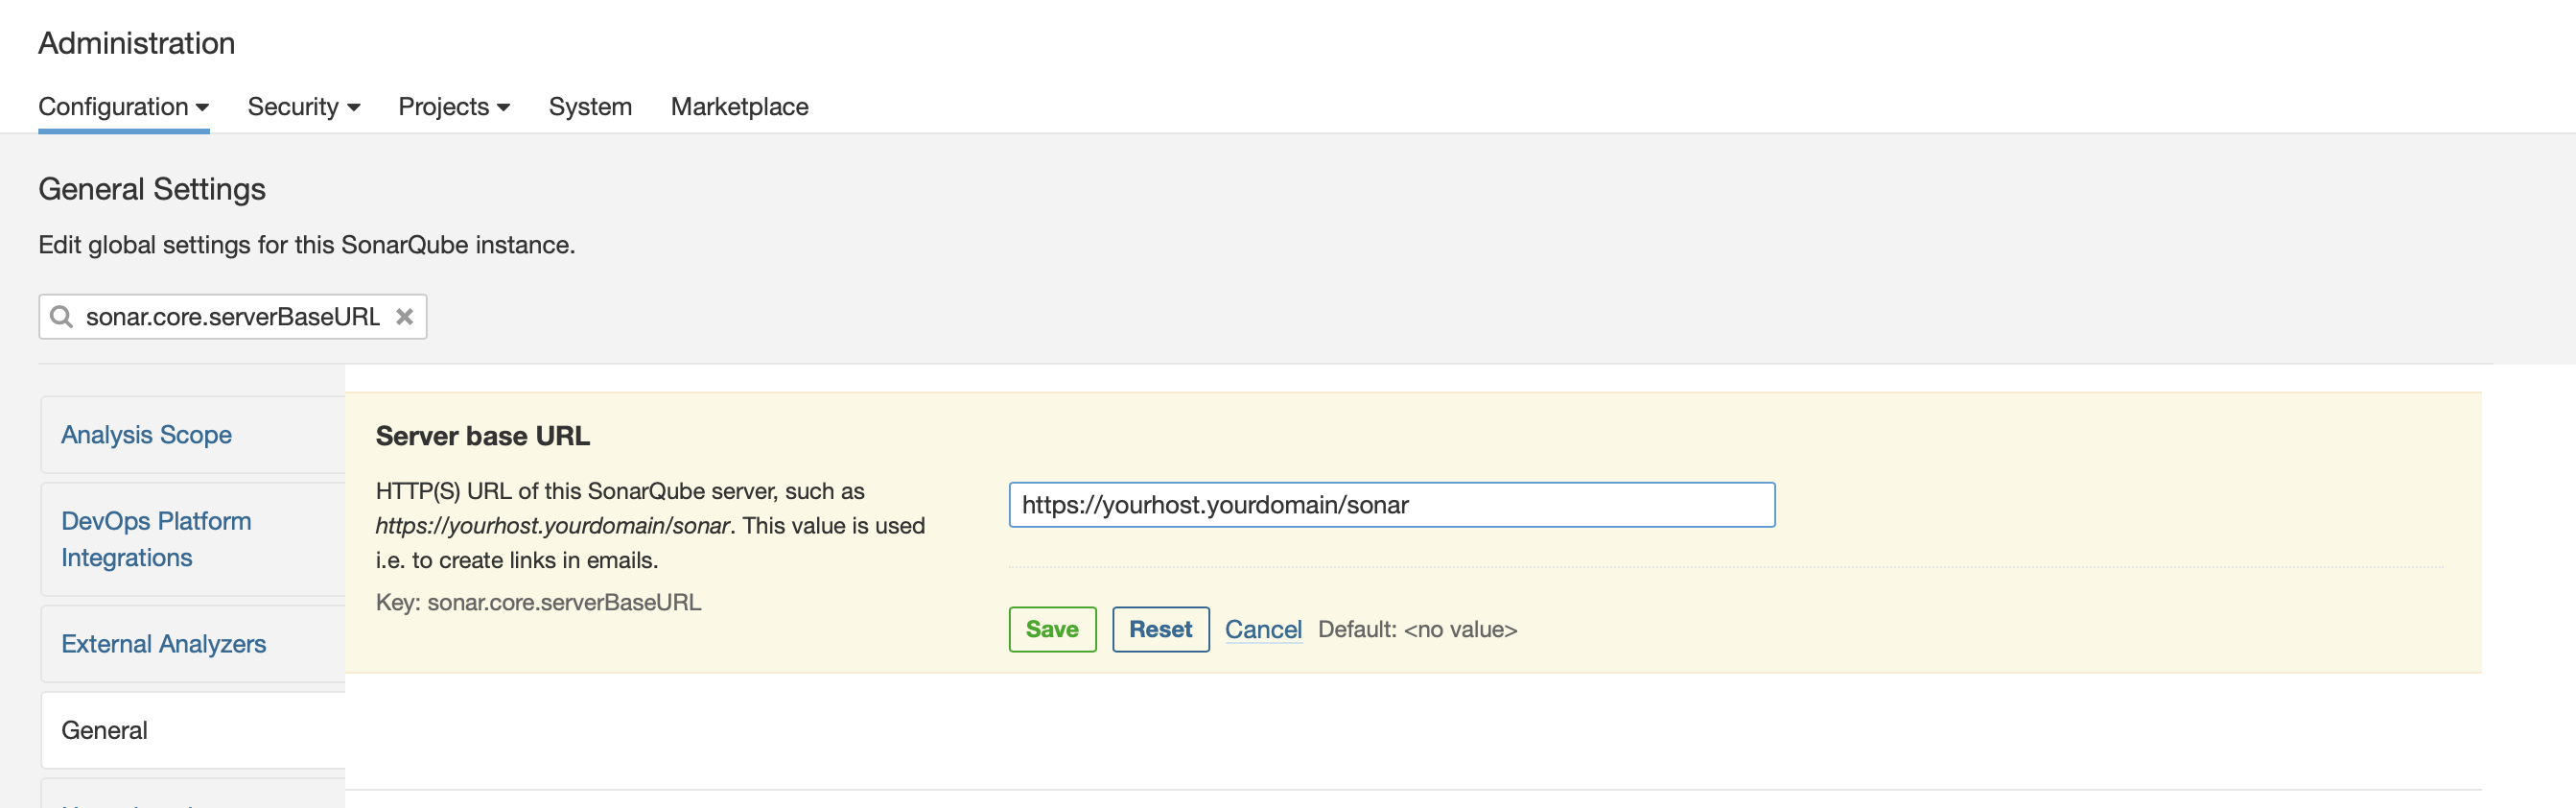 Administration
Configuration Security Projects System Marketplace
General Settings
Edit global settings for this SonarQube instance.
sonar.core.serverBaseURL
Analysis Scope
DevOps Platform
Integrations
External Analyzers
General
Server base URL
HTTP(S) URL of this SonarQube server, such as
https://yourhost.yourdomain/sonar. This value is used
i.e. to create links in emails.
Key: sonar.core.serverBaseURL
https://yourhost.yourdomain/sonar
Save Reset Cancel Default: <no value>